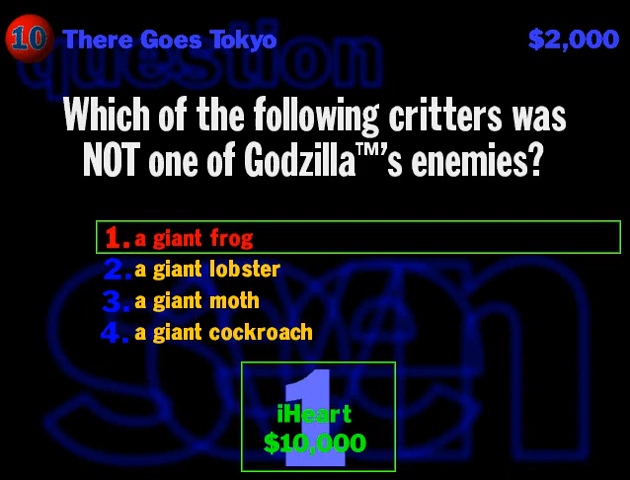 10 There Goes Tokyo $2,000
question
Which of the following critters was
NOT one of Godzilla™'s enemies?
1. a giant frog
2. a giant lobster
3. a giant moth
4. a giant cockroach
1
iHeart
$10,000